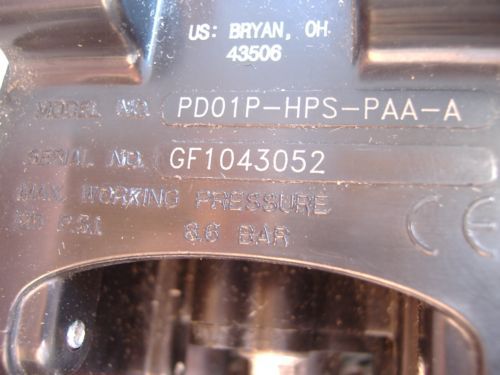 US: BRYAN, OH
43506
MODEL NO. PD01P-HPS-PAA-A
SERIAL NO. GF1043052
MAX. WORKING PRESSURE
P.S.I. 8.6 BAR
CE